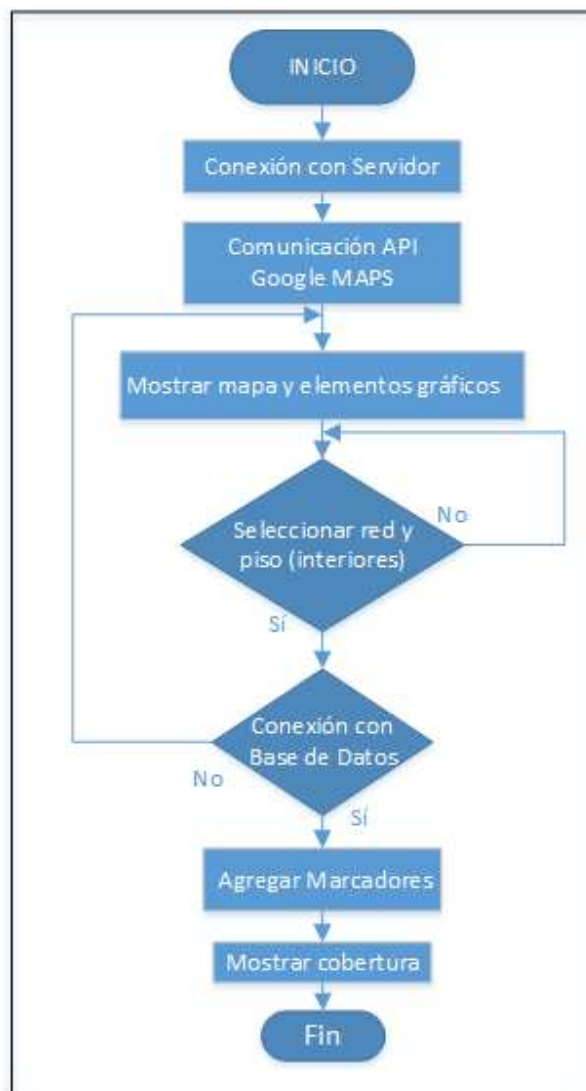 INICIO
Conexión con Servidor
Comunicación API
Google MAPS
Mostrar mapa y elementos gráficos
No
Seleccionar red y
piso (interiores)
Sí
Conexión con
Base de Datos
No
Sí
Agregar Marcadores
Mostrar cobertura
Fin